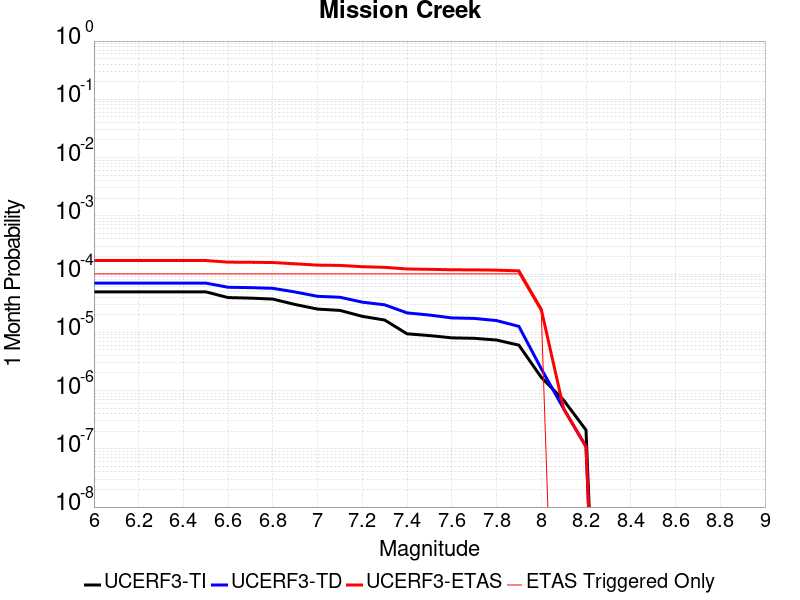 Mission Creek
10^0
10^-1
10^-2
10^-3
10^-4
10^-5
10^-6
10^-7
10^-8
1 Month Probability
6 6.2 6.4 6.6 6.8 7 7.2 7.4 7.6 7.8 8 8.2 8.4 8.6 8.8 9
Magnitude
UCERF3-TI UCERF3-TD UCERF3-ETAS ETAS Triggered Only